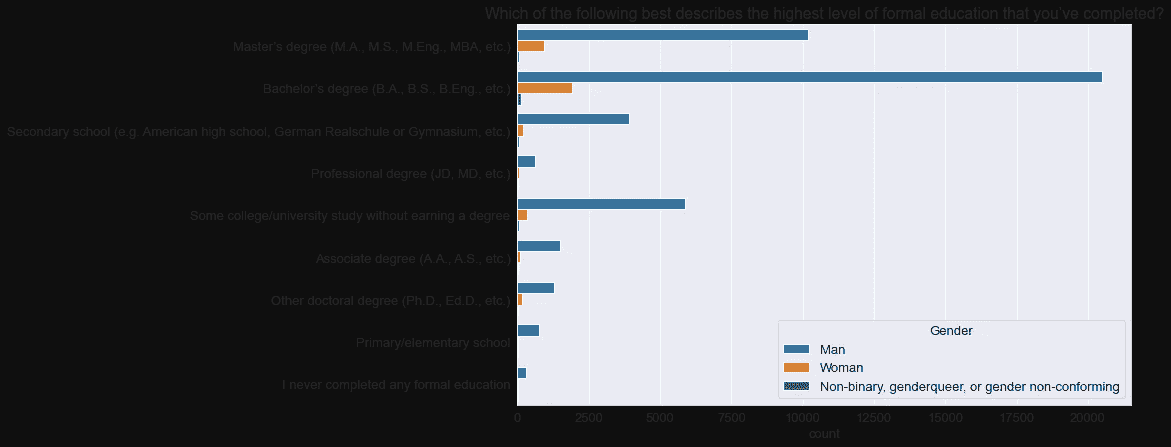 Which of the following best describes the highest level of formal education that you've completed?
Master's degree (M.A., M.S., M.Eng., MBA, etc.)
Bachelor's degree (B.A., B.S., B.Eng., etc.)
Secondary school (e.g. American high school, German Realschule or Gymnasium, etc.)
Professional degree (JD, MD, etc.)
Some college/university study without earning a degree
Associate degree (A.A., A.S., etc.)
Other doctoral degree (Ph.D., Ed.D., etc.)
Primary/elementary school
I never completed any formal education
Gender
Man
Woman
Non-binary, genderqueer, or gender non-conforming
0 2500 5000 7500 10000 12500 15000 17500 20000
count